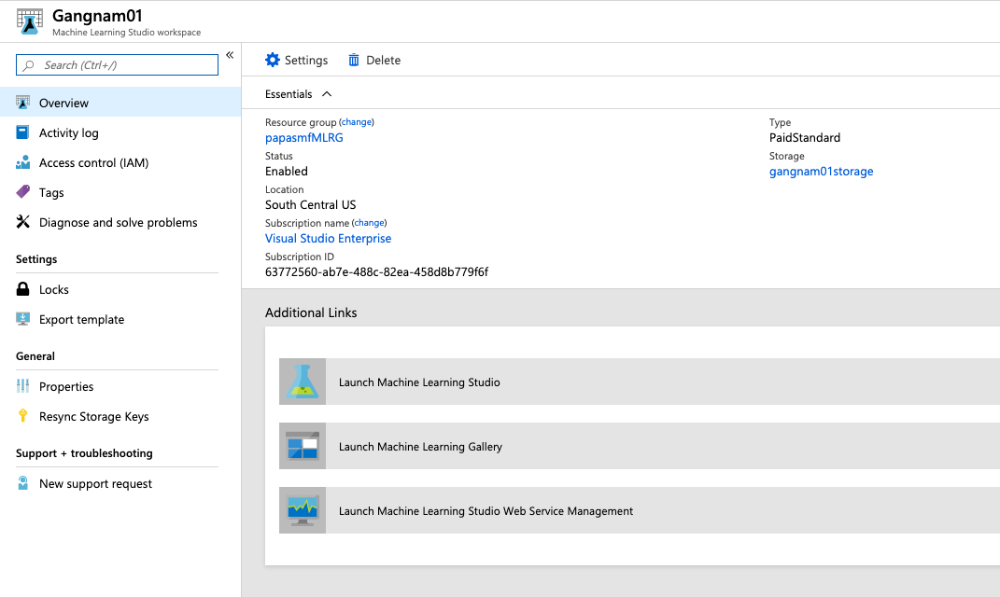 Gangnam01
Machine Learning Studio workspace
Search (Ctrl+/)
«
Overview
Activity log
Access control (IAM)
Tags
Diagnose and solve problems
Settings
Locks
Export template
General
Properties
Resync Storage Keys
Support + troubleshooting
New support request
Settings
Delete
Essentials
Resource group (change)
papasmfMLRG
Status
Enabled
Location
South Central US
Subscription name (change)
Visual Studio Enterprise
Subscription ID
63772560-ab7e-488c-82ea-458d8b779f6f
Type
PaidStandard
Storage
gangnam01storage
Additional Links
Launch Machine Learning Studio
Launch Machine Learning Gallery
Launch Machine Learning Studio Web Service Management